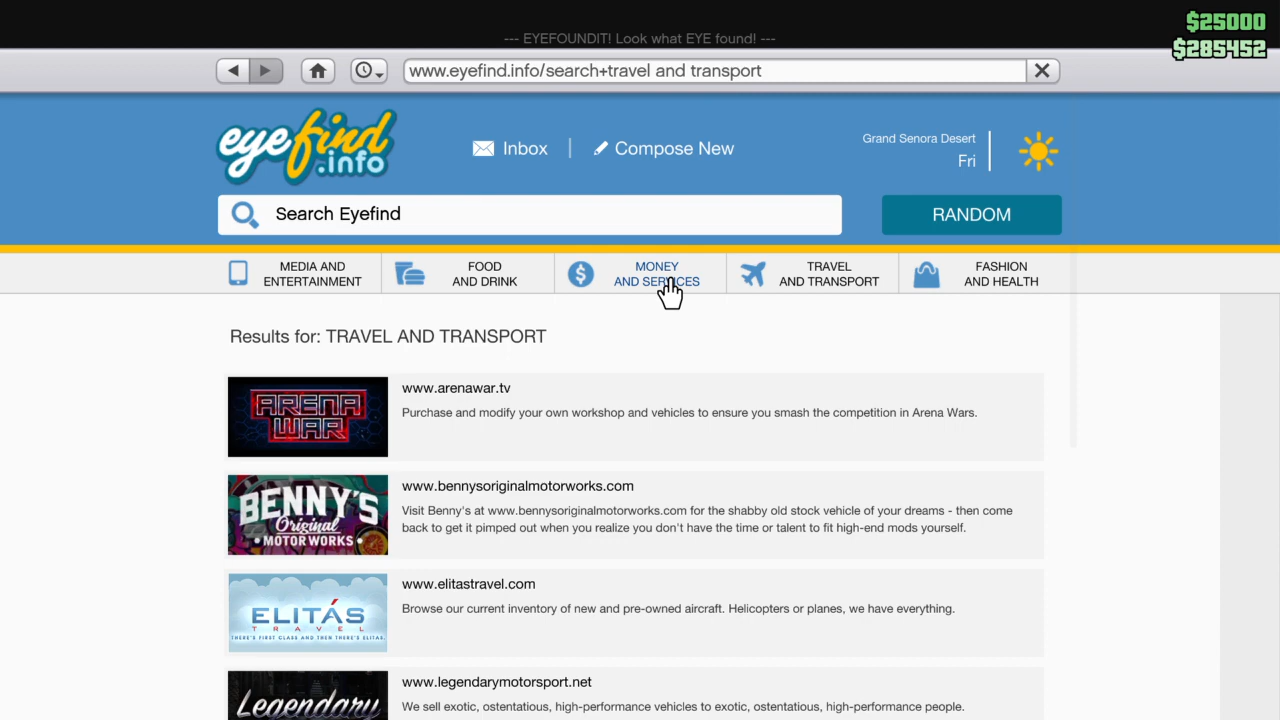 $25000
--- EYEFOUNDIT! Look what EYE found! ---
$285452
www.eyefind.info/search+travel and transport
eyefind
.info
Inbox
Compose New
Grand Senora Desert
Fri
Search Eyefind
RANDOM
MEDIA AND
ENTERTAINMENT
FOOD
AND DRINK
MONEY
AND SERVICES
TRAVEL
AND TRANSPORT
FASHION
AND HEALTH
Results for: TRAVEL AND TRANSPORT
ARENA
WAR
www.arenawar.tv
Purchase and modify your own workshop and vehicles to ensure you smash the competition in Arena Wars.
BENNY'S
Original
MOTOR WORKS
www.bennysoriginalmotorworks.com
Visit Benny's at www.bennysoriginalmotorworks.com for the shabby old stock vehicle of your dreams - then come
back to get it pimped out when you realize you don't have the time or talent to fit high-end mods yourself.
ELITÁS
TRAVEL
THERE'S FIRST CLASS AND THEN THERE'S ELITAS.
www.elitastravel.com
Browse our current inventory of new and pre-owned aircraft. Helicopters or planes, we have everything.
Legendary
www.legendarymotorsport.net
We sell exotic, ostentatious, high-performance vehicles to exotic, ostentatious, high-performance people.